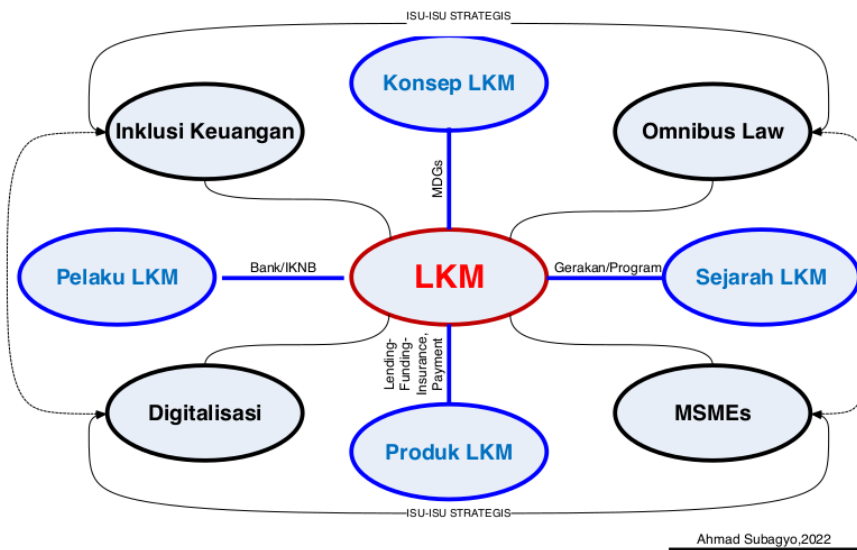 ISU-ISU STRATEGIS
Konsep LKM
Inklusi Keuangan
Omnibus Law
MDGs
Pelaku LKM
Bank/IKNB
LKM
Gerakan/Program
Sejarah LKM
Lending-
Funding-
Insurance,
Payment
Digitalisasi
MSMEs
Produk LKM
ISU-ISU STRATEGIS
Ahmad Subagyo,2022